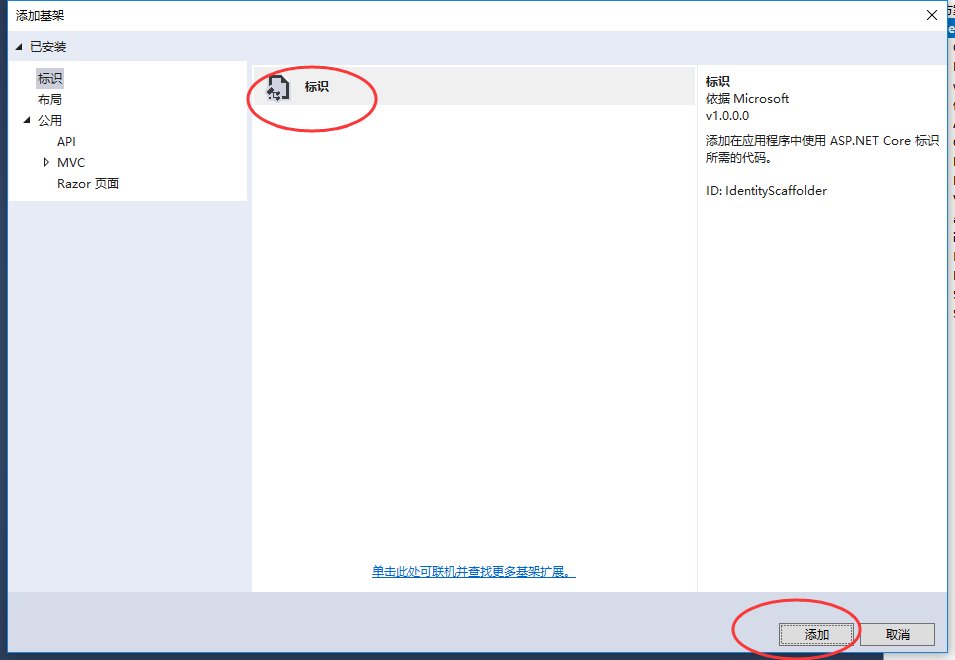 添加基架
已安装
标识
布局
公用
API
MVC
Razor 页面
标识
单击此处可联机并查找更多基架扩展。
标识
依据 Microsoft
v1.0.0.0
添加在应用程序中使用 ASP.NET Core 标识
所需的代码。
ID: IdentityScaffolder
添加
取消